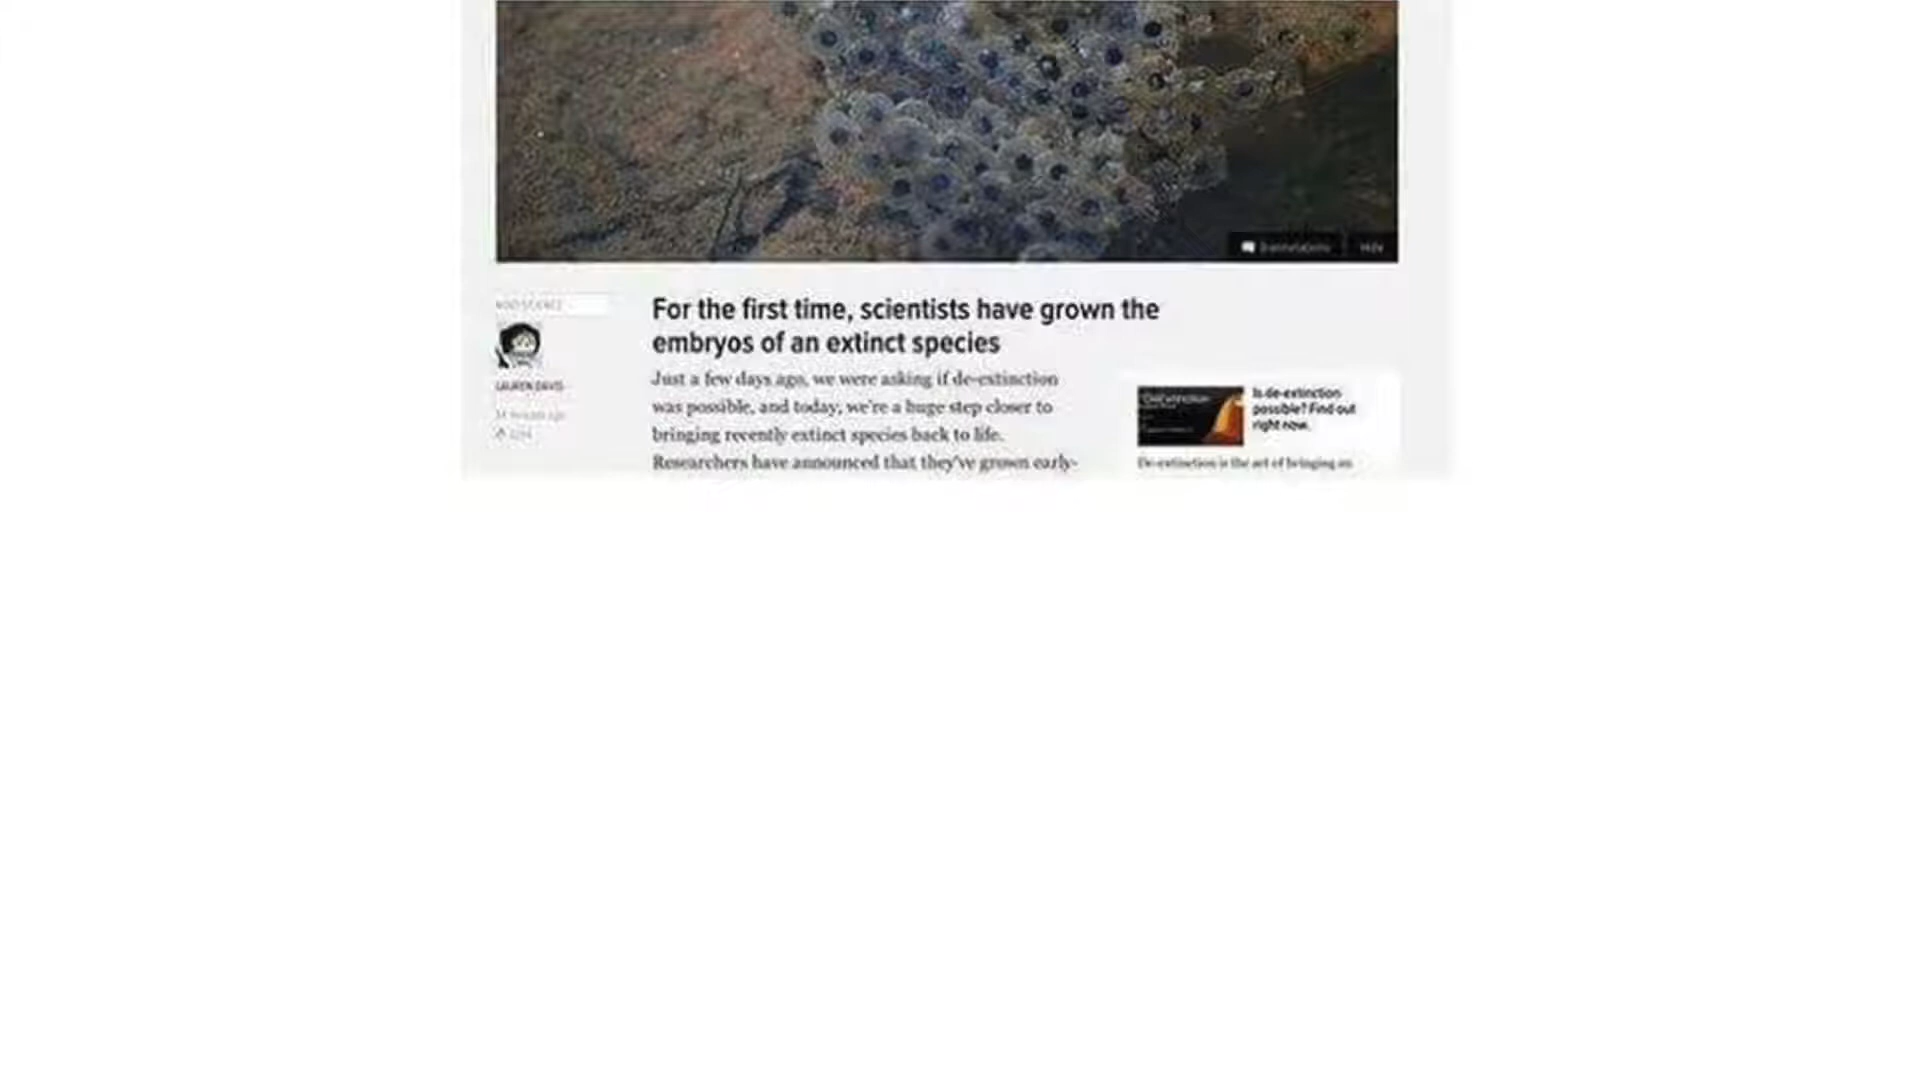 For the first time, scientists have grown the
embryos of an extinct species
LAUREN DAVIS
Just a few days ago, we were asking if de-extinction
was possible, and today, we're a huge step closer to
bringing recently extinct species back to life.
Researchers have announced that they've grown early-
Is de-extinction
possible? Find out
right now.
De-extinction is the art of bringing an